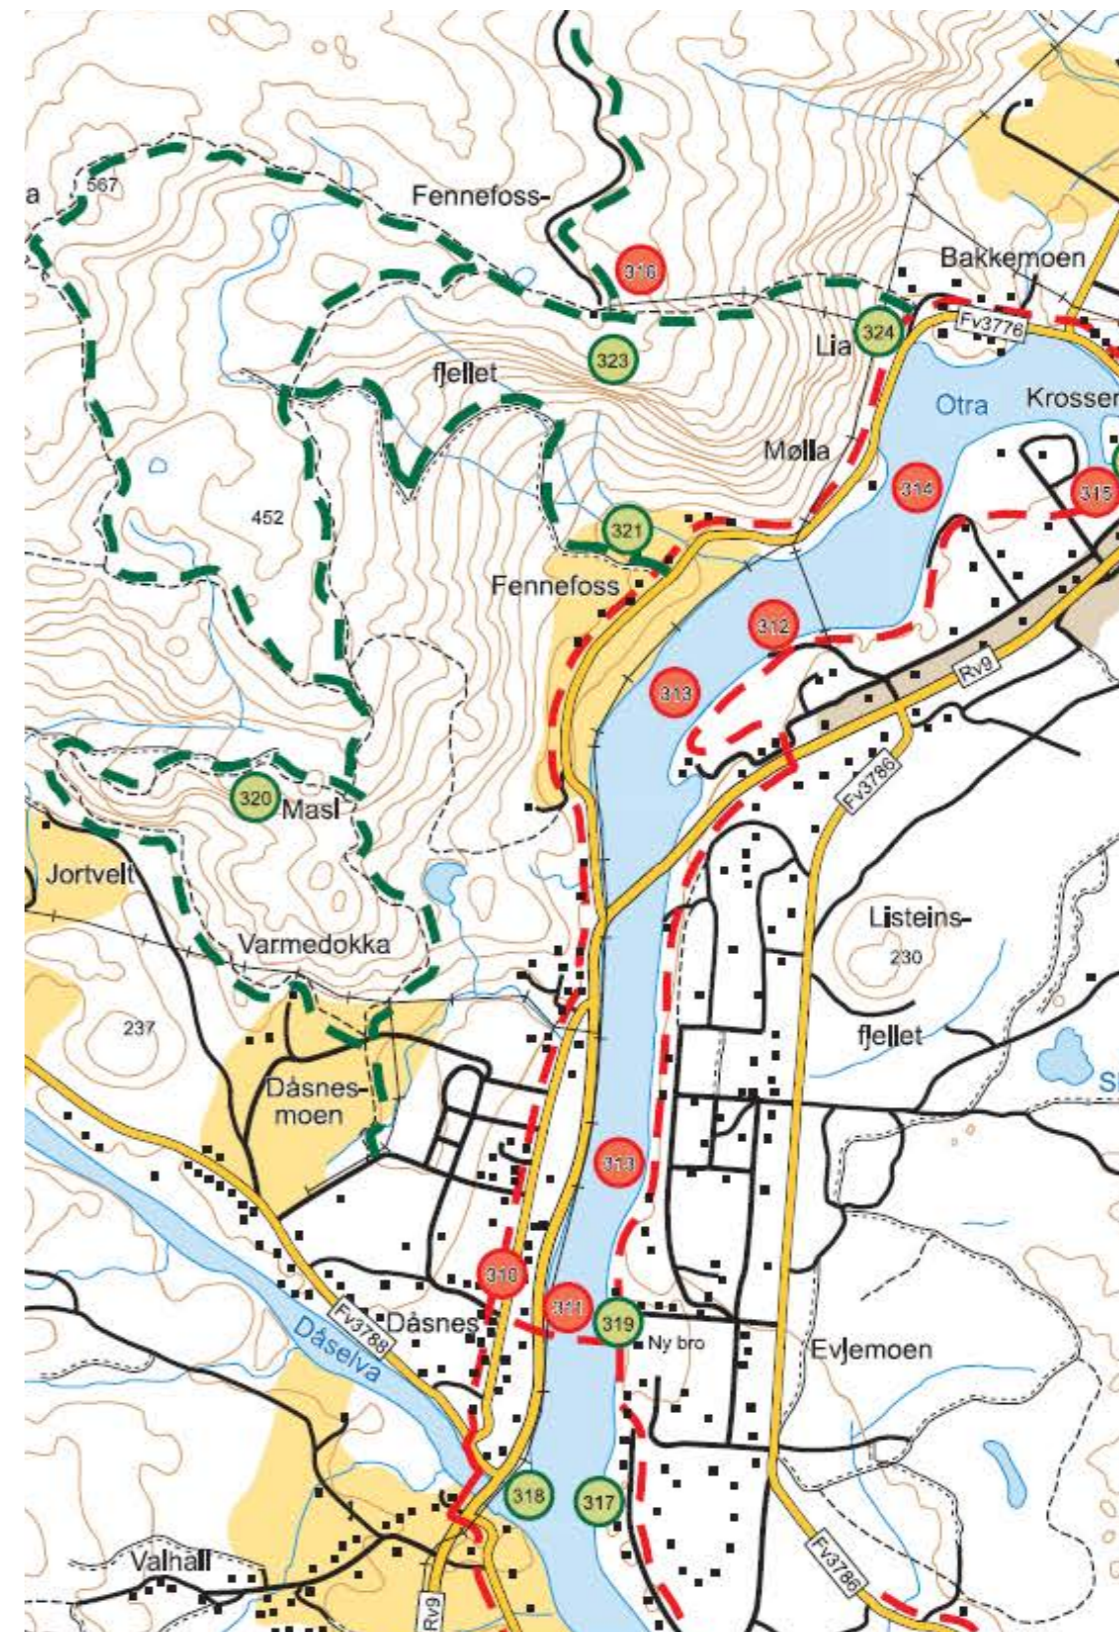 567
a
Fennefoss-
316
Bakkemoen
Fv3776
324
Lia
323
fjellet
Otra
Krosser
Mølla
314
315
452
321
Fennefoss
312
Rv9
313
Fv3786
320
Masl
Jortvelt
Listeins-
Varmedokka
230
237
fjellet
Dåsnes-
moen
313
310
311
319
Fv3788
Dåsnes
Ny bro
Dåselva
Evjemoen
318
317
Valhall
Fv3786
Rv9